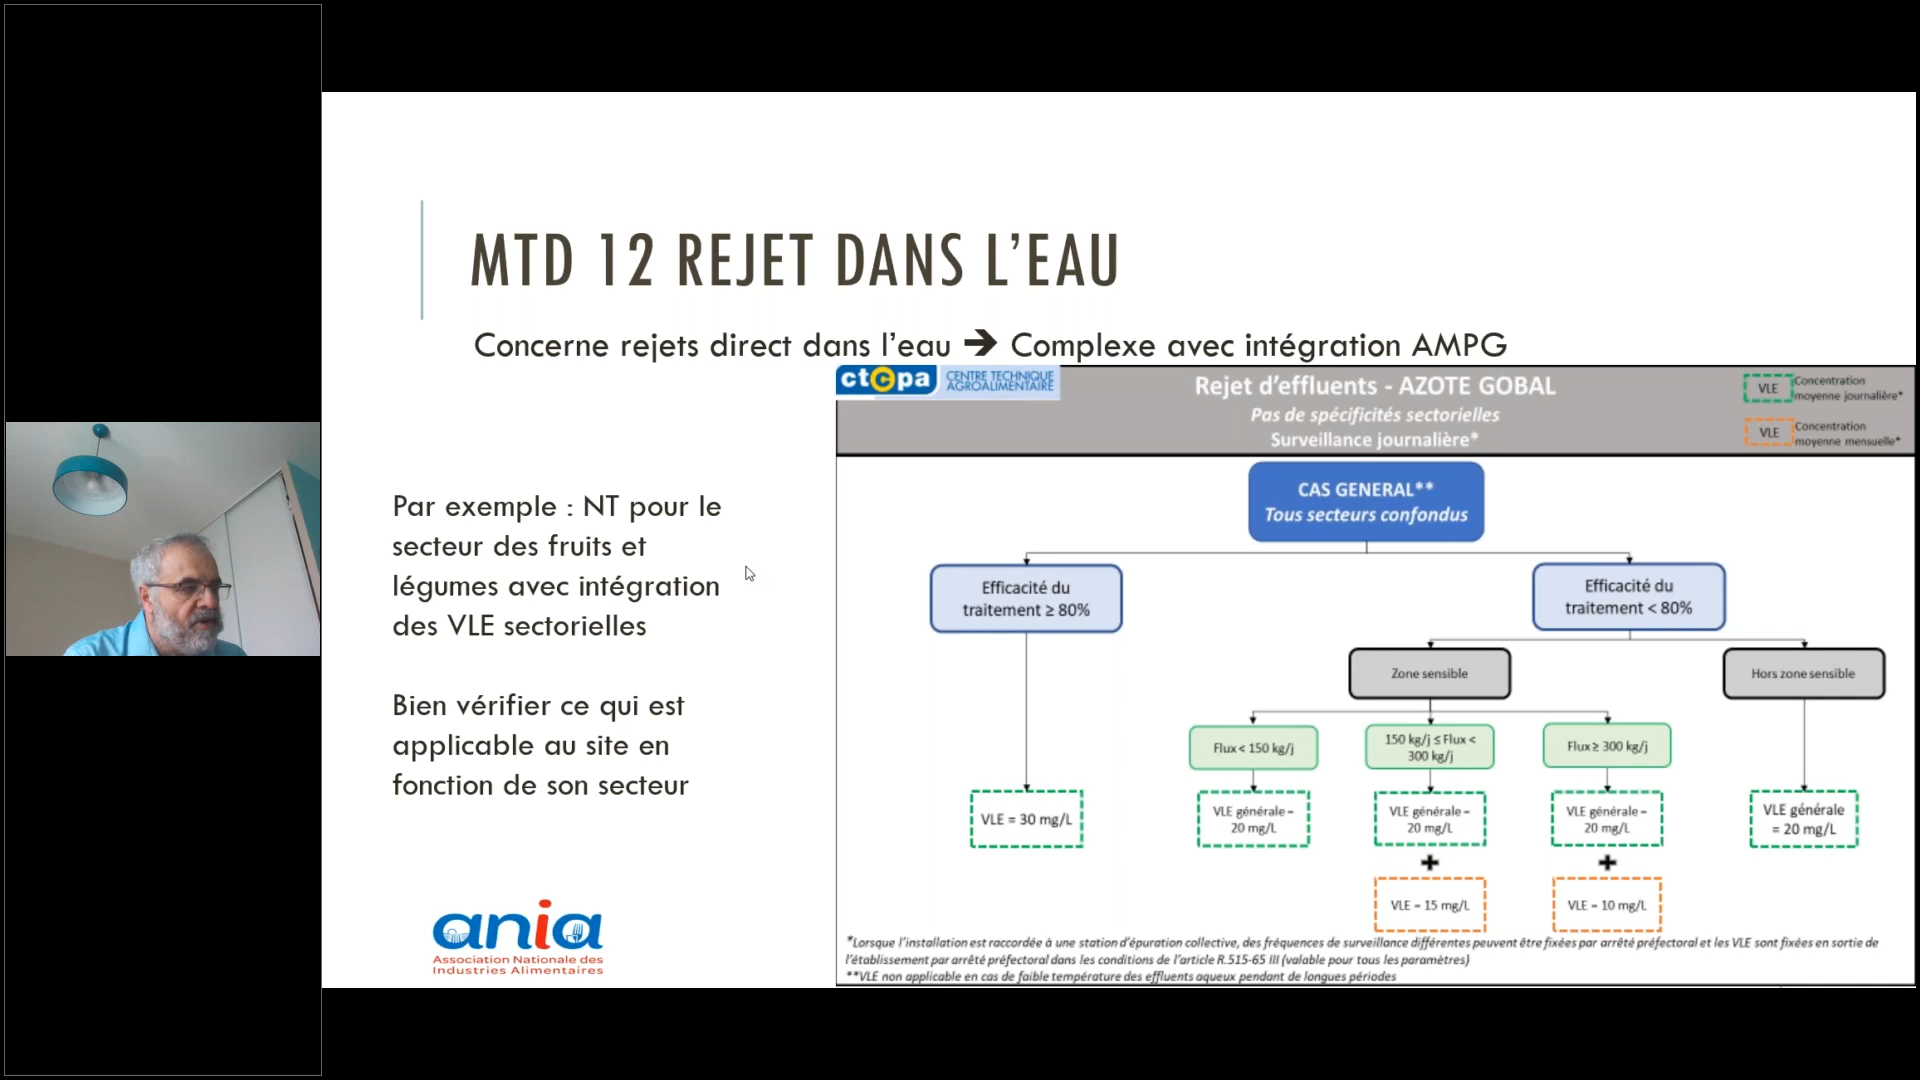 MTD 12 REJET DANS L'EAU
Concerne rejets direct dans l'eau ➔ Complexe avec intégration AMPG
Par exemple : NT pour le
secteur des fruits et
légumes avec intégration
des VLE sectorielles
Bien vérifier ce qui est
applicable au site en
fonction de son secteur
ania
Association Nationale des
Industries Alimentaires
ctcpa
CENTRE TECHNIQUE
AGROALIMENTAIRE
Rejet d'effluents - AZOTE GOBAL
Pas de spécificités sectorielles
Surveillance journalière*
VLE
Concentration
moyenne journalière*
VLE
Concentration
moyenne mensuelle*
CAS GENERAL**
Tous secteurs confondus
Efficacité du
traitement ≥ 80%
Efficacité du
traitement < 80%
Zone sensible
Hors zone sensible
Flux < 150 kg/j
150 kg/j ≤ Flux <
300 kg/j
Flux ≥ 300 kg/j
VLE = 30 mg/L
VLE générale =
20 mg/L
VLE générale =
20 mg/L
VLE générale =
20 mg/L
VLE générale
= 20 mg/L
+
+
VLE = 15 mg/L
VLE = 10 mg/L
*Lorsque l'installation est raccordée à une station d'épuration collective, des fréquences de surveillance différentes peuvent être fixées par arrêté préfectoral et les VLE sont fixées en sortie de
l'établissement par arrêté préfectoral dans les conditions de l'article R.515-65 III (valable pour tous les paramètres)
**VLE non applicable en cas de faible température des effluents aqueux pendant de longues périodes